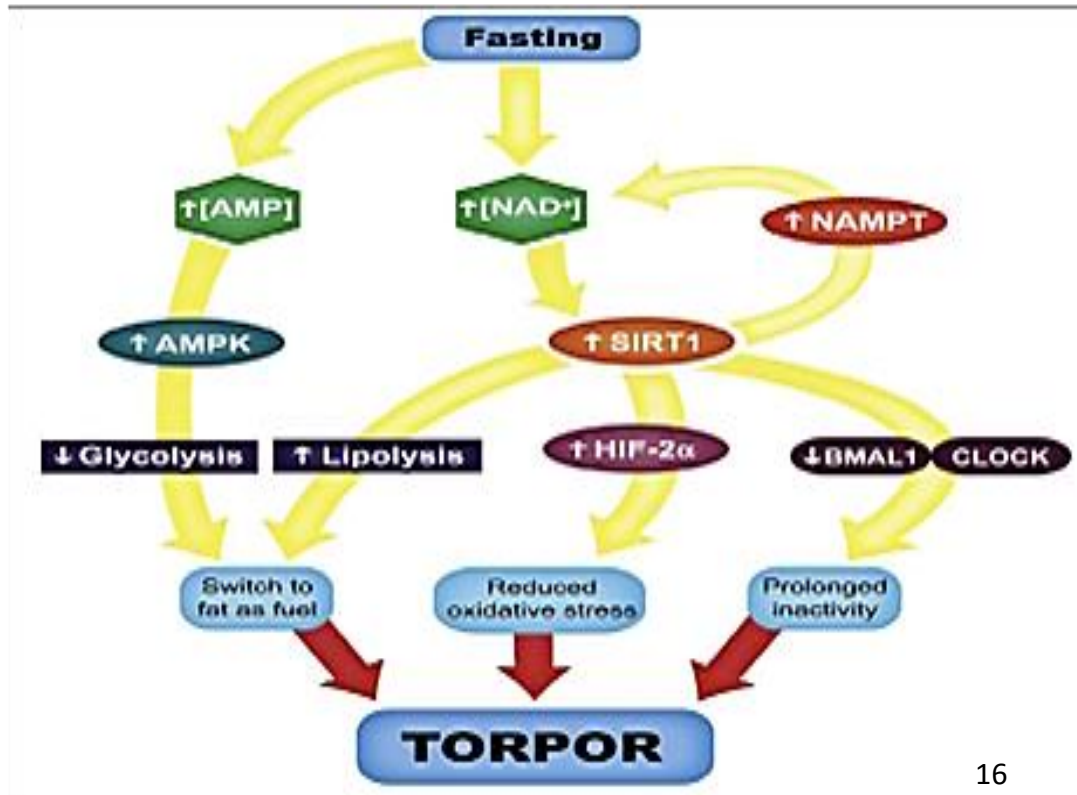 Fasting
↑[AMP]
↑[NAD⁺]
↑ NAMPT
↑ AMPK
↑ SIRT1
↓ Glycolysis
↑ Lipolysis
↑ HIF-2α
↓BMAL1
CLOCK
Switch to
fat as fuel
Reduced
oxidative stress
Prolonged
inactivity
TORPOR
16